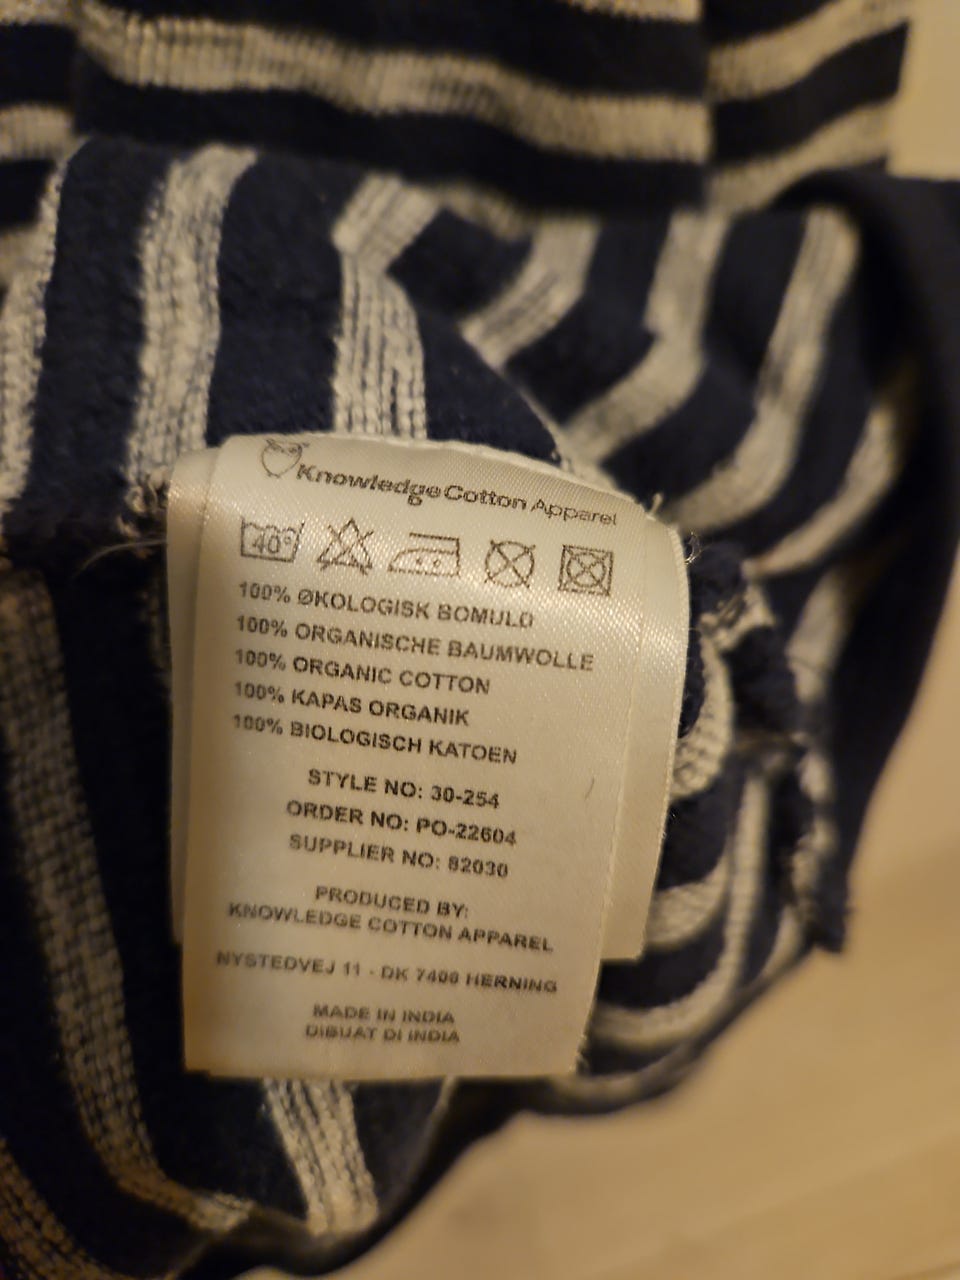 KnowledgeCotton Apparel
40°
100% ØKOLOGISK BOMULD
100% ORGANISCHE BAUMWOLLE
100% ORGANIC COTTON
100% KAPAS ORGANIK
100% BIOLOGISCH KATOEN
STYLE NO: 30-254
ORDER NO: PO-22604
SUPPLIER NO: 82030
PRODUCED BY:
KNOWLEDGE COTTON APPAREL
NYSTEDVEJ 11 - DK 7400 HERNING
MADE IN INDIA
DIBUAT DI INDIA